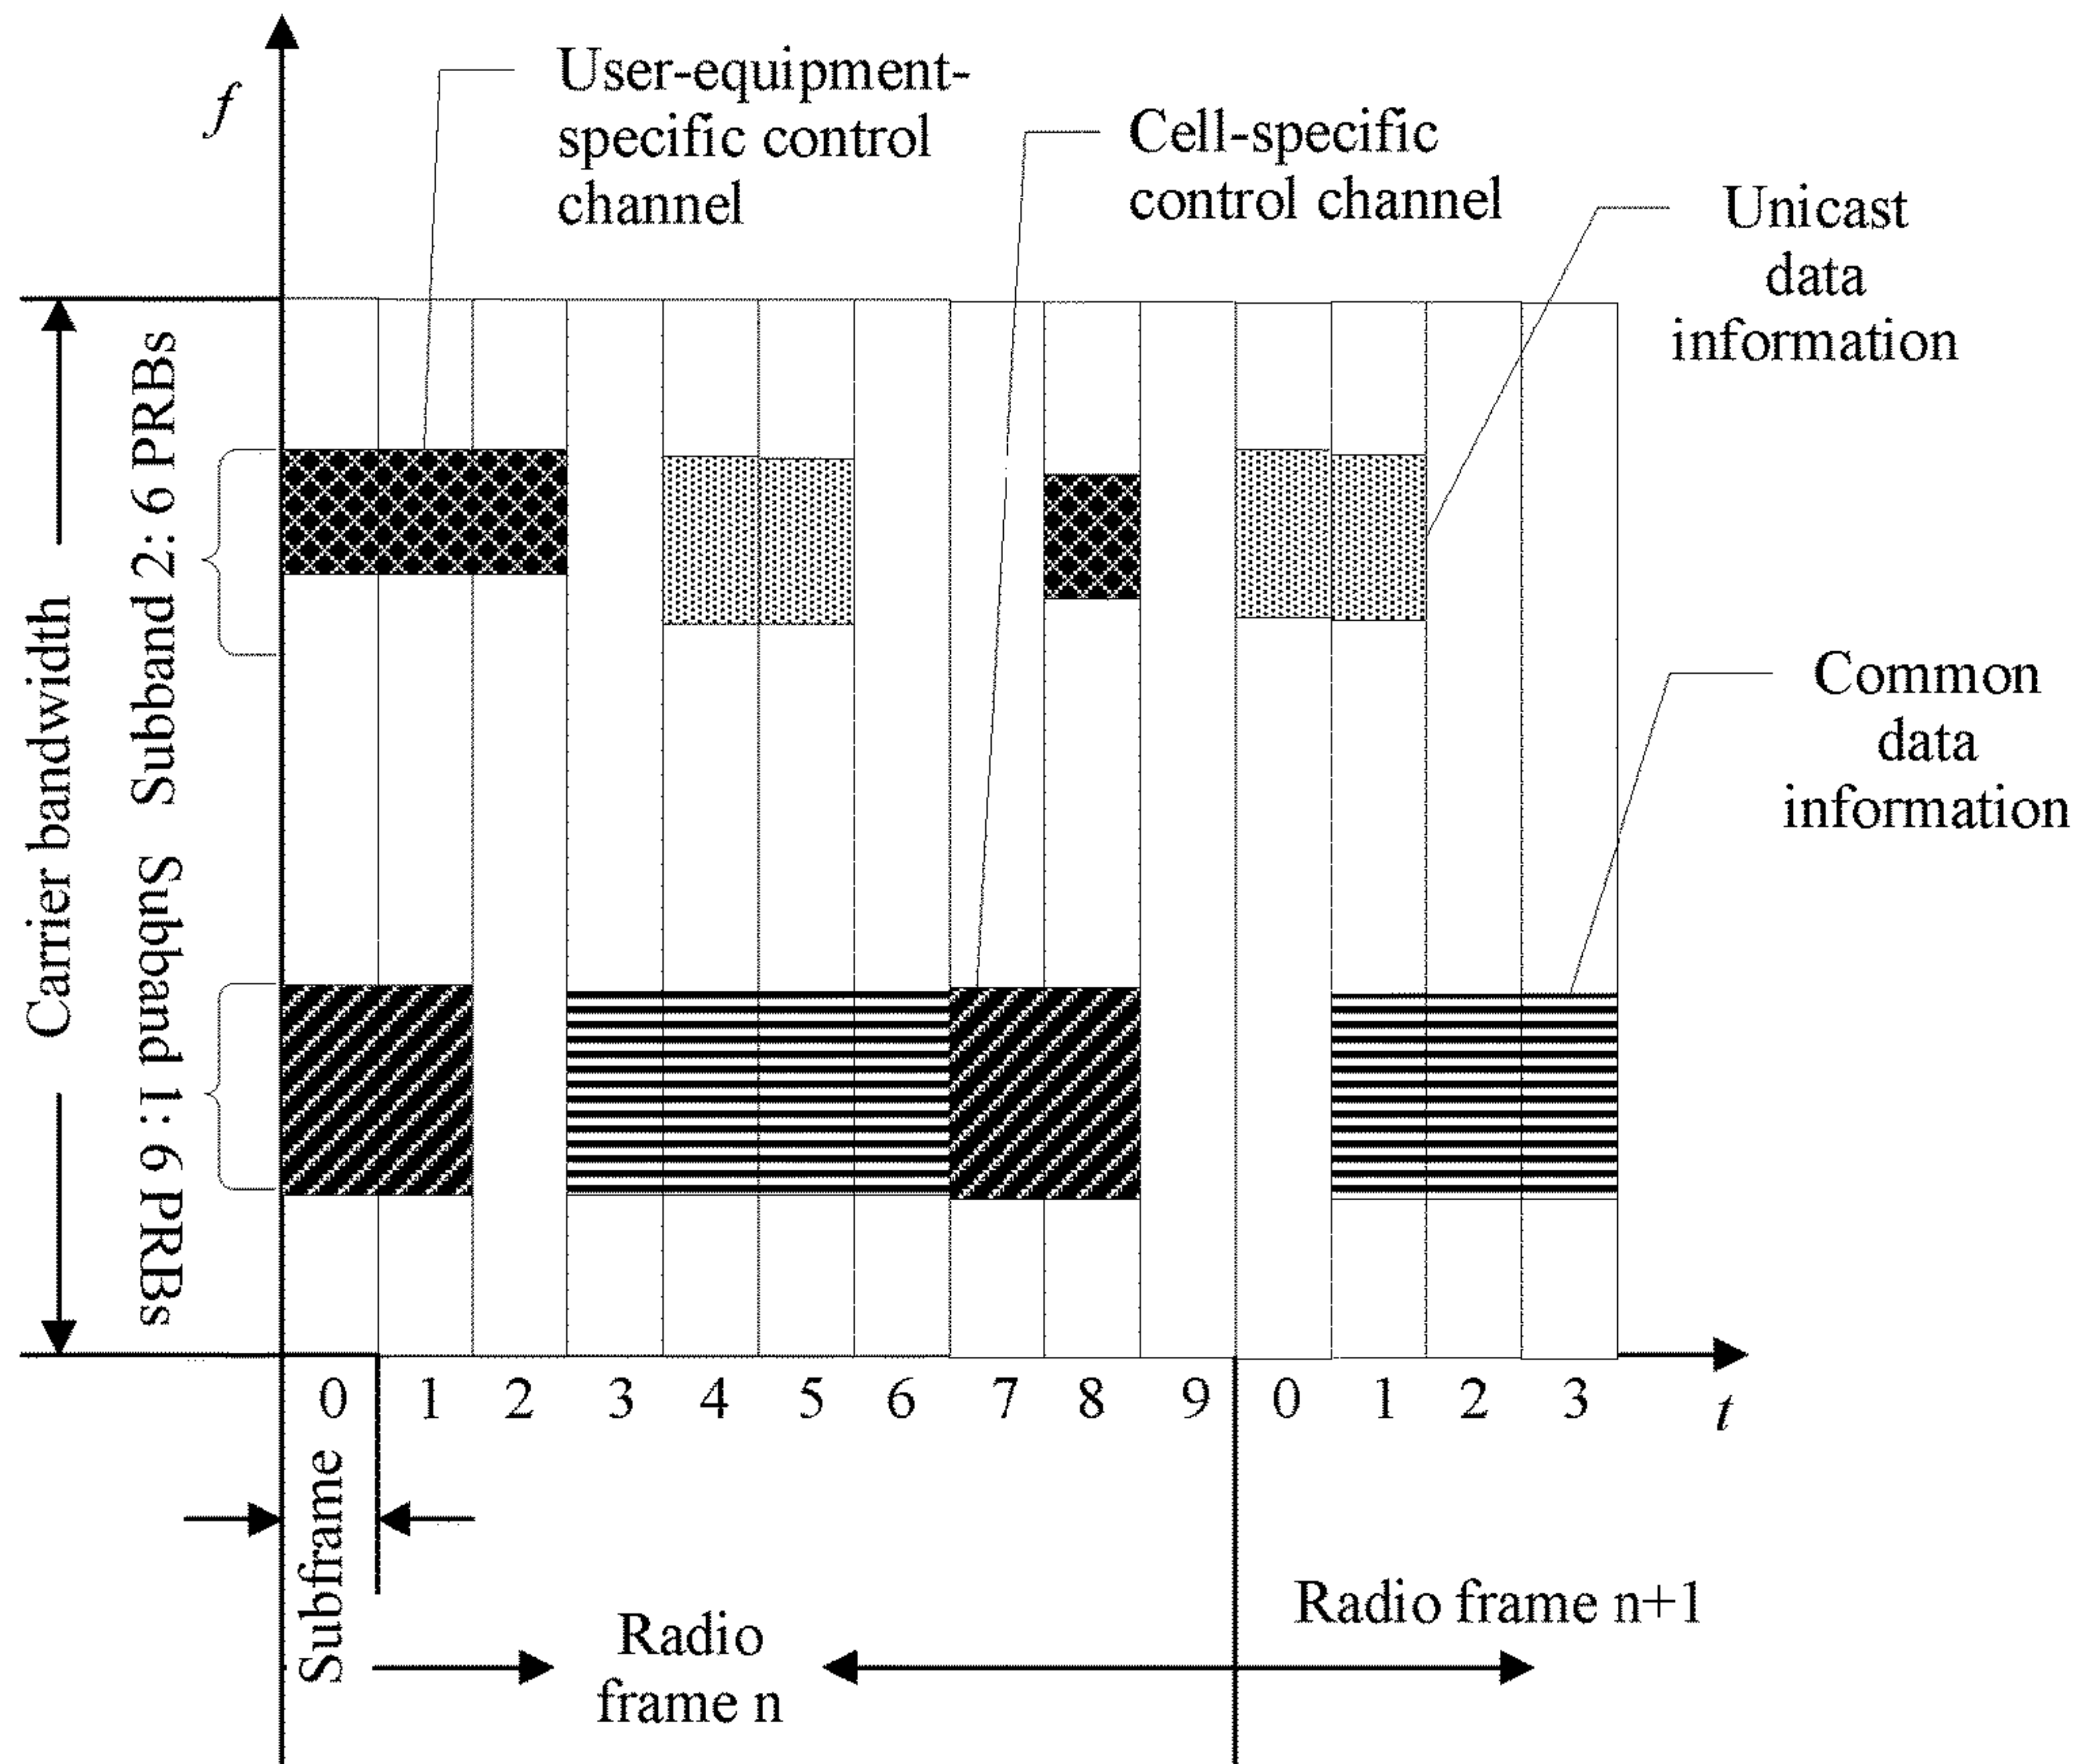 f
User-equipment-
specific control
channel
Cell-specific
control channel
Unicast
data
information
Common
data
information
Carrier bandwidth
Subband 2: 6 PRBs
Subband 1: 6 PRBs
0 1 2 3 4 5 6 7 8 9 0 1 2 3
t
Subframe
Radio
frame n
Radio frame n+1